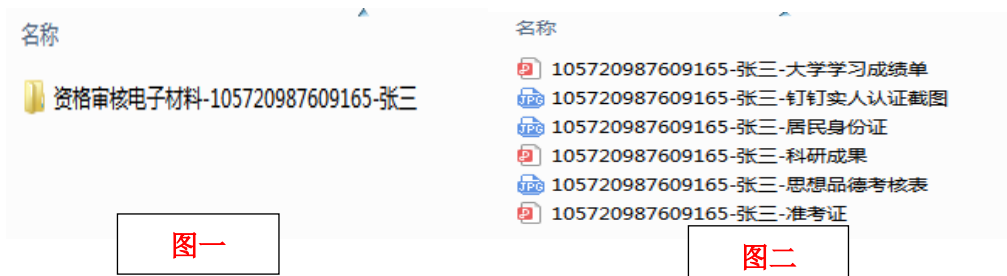 名称
资格审核电子材料-105720987609165-张三
图一
名称
105720987609165-张三-大学学习成绩单
105720987609165-张三-钉钉实人认证截图
105720987609165-张三-居民身份证
105720987609165-张三-科研成果
105720987609165-张三-思想品德考核表
105720987609165-张三-准考证
JPG
JPG
JPG
图二